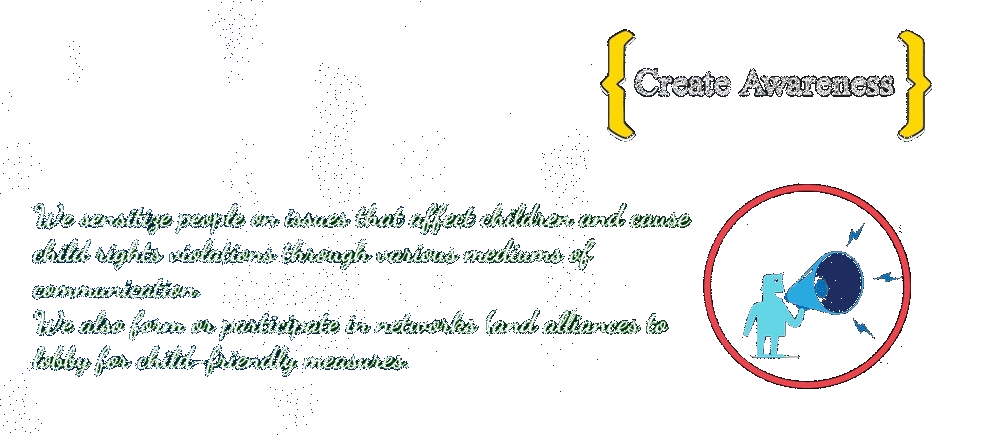 Create Awareness
We sensitize people on issues that affect children and cause
child rights violations through various mediums of
communication.
We also form or participate in networks (and alliances to
lobby for child-friendly measures.